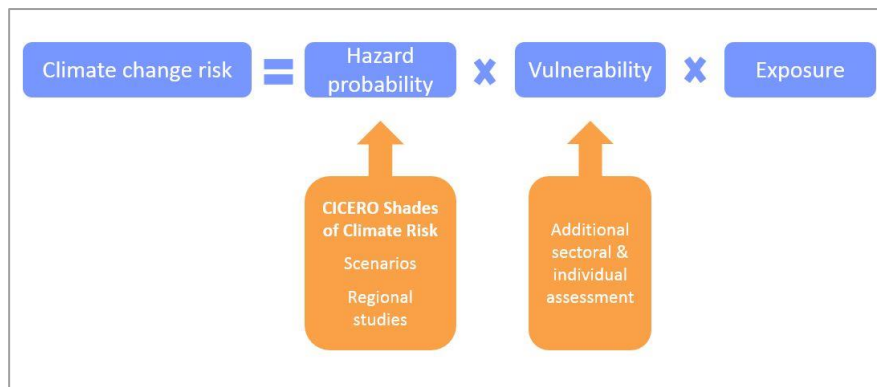 Climate change risk
=
Hazard
probability
×
Vulnerability
×
Exposure
CICERO Shades
of Climate Risk
Scenarios
Regional
studies
Additional
sectoral &
individual
assessment